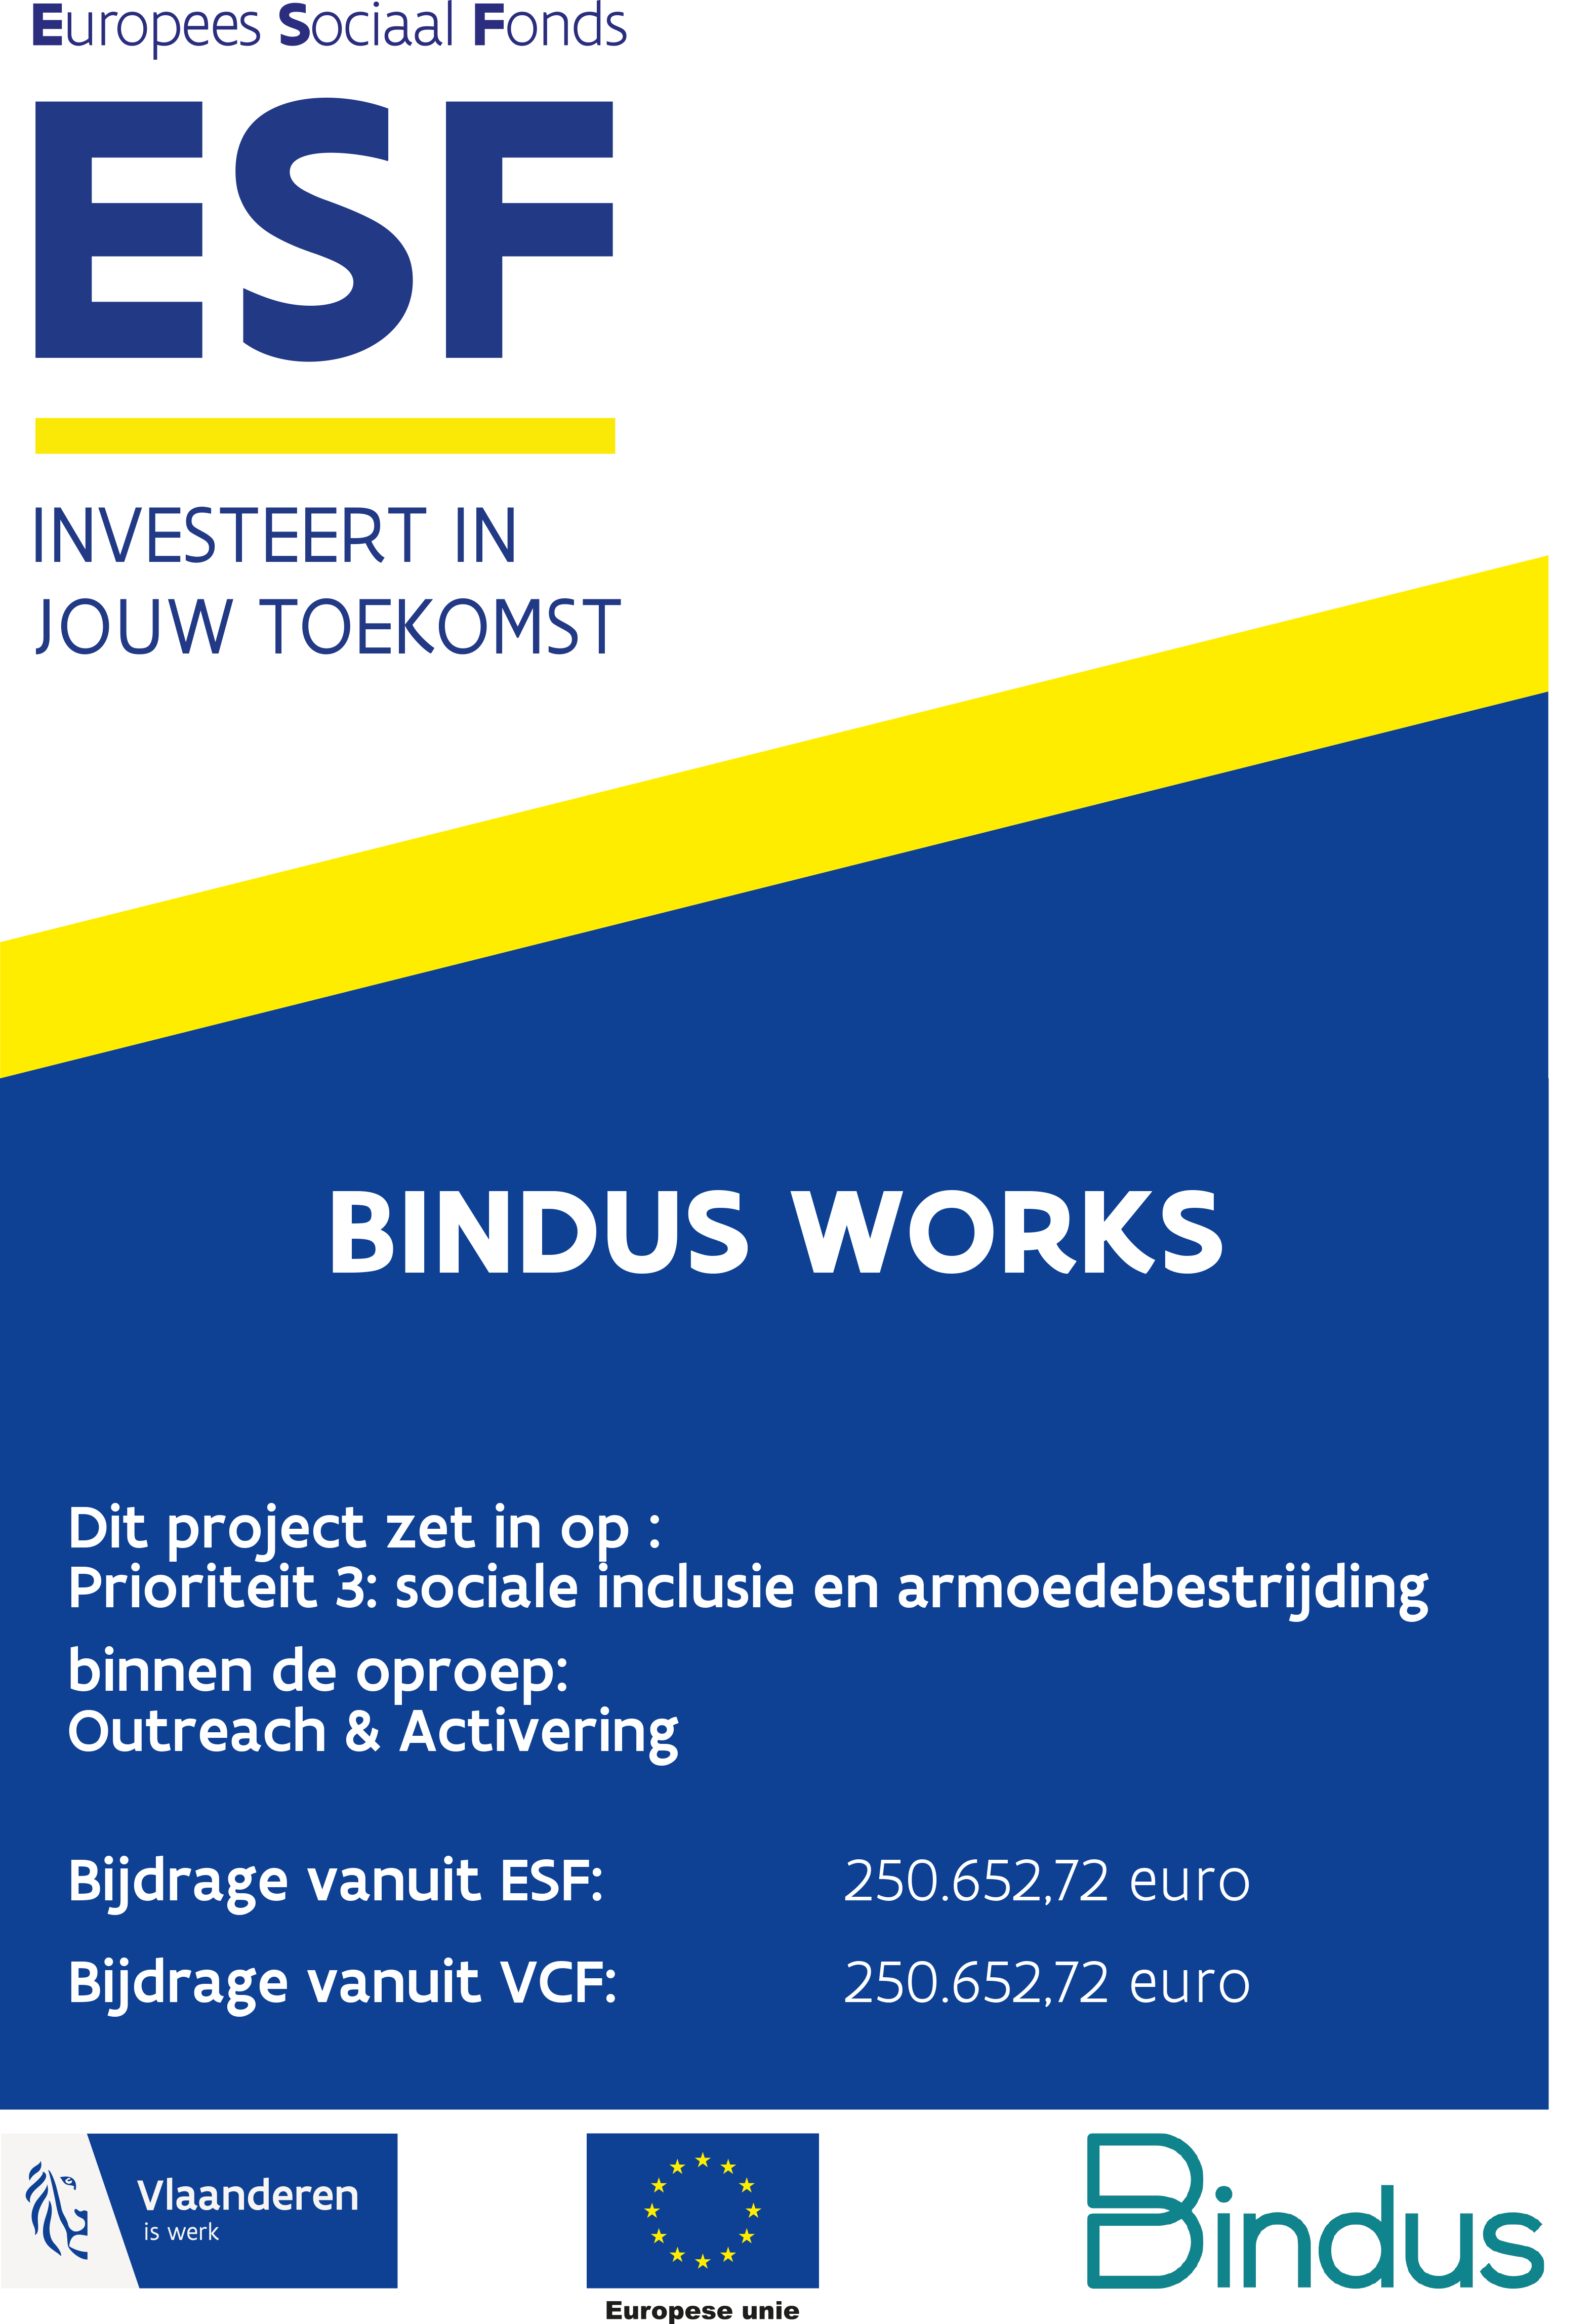 Europees Sociaal Fonds
ESF
INVESTEERT IN
JOUW TOEKOMST
BINDUS WORKS
Dit project zet in op :
Prioriteit 3: sociale inclusie en armoedebestrijding
binnen de oproep:
Outreach & Activering
Bijdrage vanuit ESF: 250.652,72 euro
Bijdrage vanuit VCF: 250.652,72 euro
Vlaanderen
is werk
Europese unie
Bindus